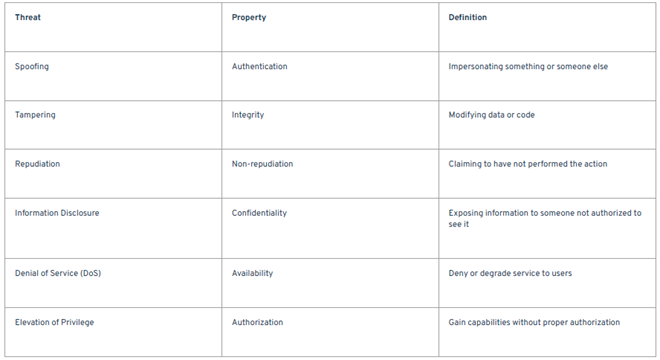 Threat Property Definition
Spoofing Authentication Impersonating something or someone else
Tampering Integrity Modifying data or code
Repudiation Non-repudiation Claiming to have not performed the action
Information Disclosure Confidentiality Exposing information to someone not authorized to
see it
Denial of Service (DoS) Availability Deny or degrade service to users
Elevation of Privilege Authorization Gain capabilities without proper authorization